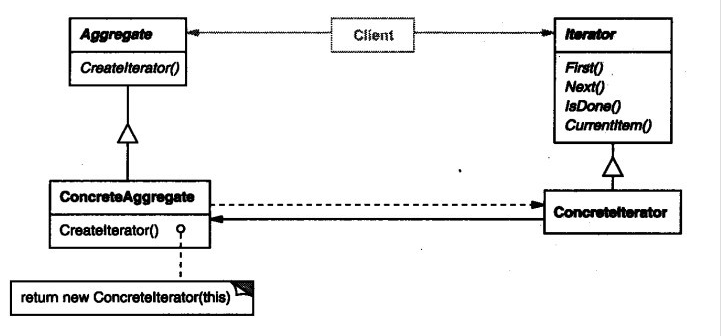 Aggregate
CreateIterator()
Client
Iterator
First()
Next()
IsDone()
CurrentItem()
ConcreteAggregate
CreateIterator()
ConcreteIterator
return new ConcreteIterator(this)